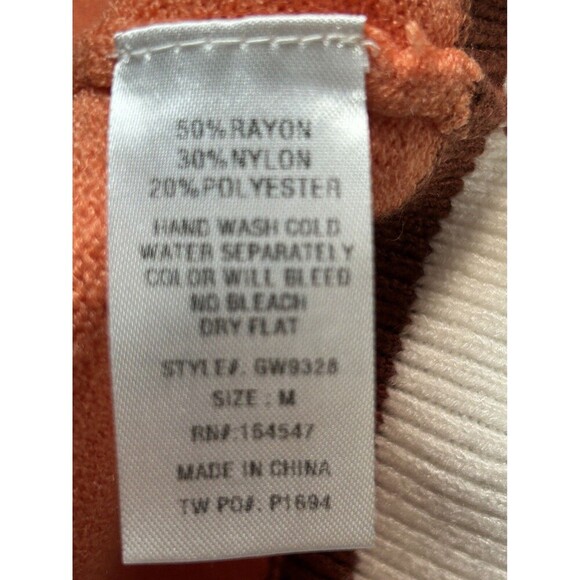 50%RAYON
30%NYLON
20%POLYESTER
HAND WASH COLD
WATER SEPARATELY
COLOR WILL BLEED
NO BLEACH
DRY FLAT
STYLE#: GW9328
SIZE : M
RN#:164547
MADE IN CHINA
TW PO#: P1694